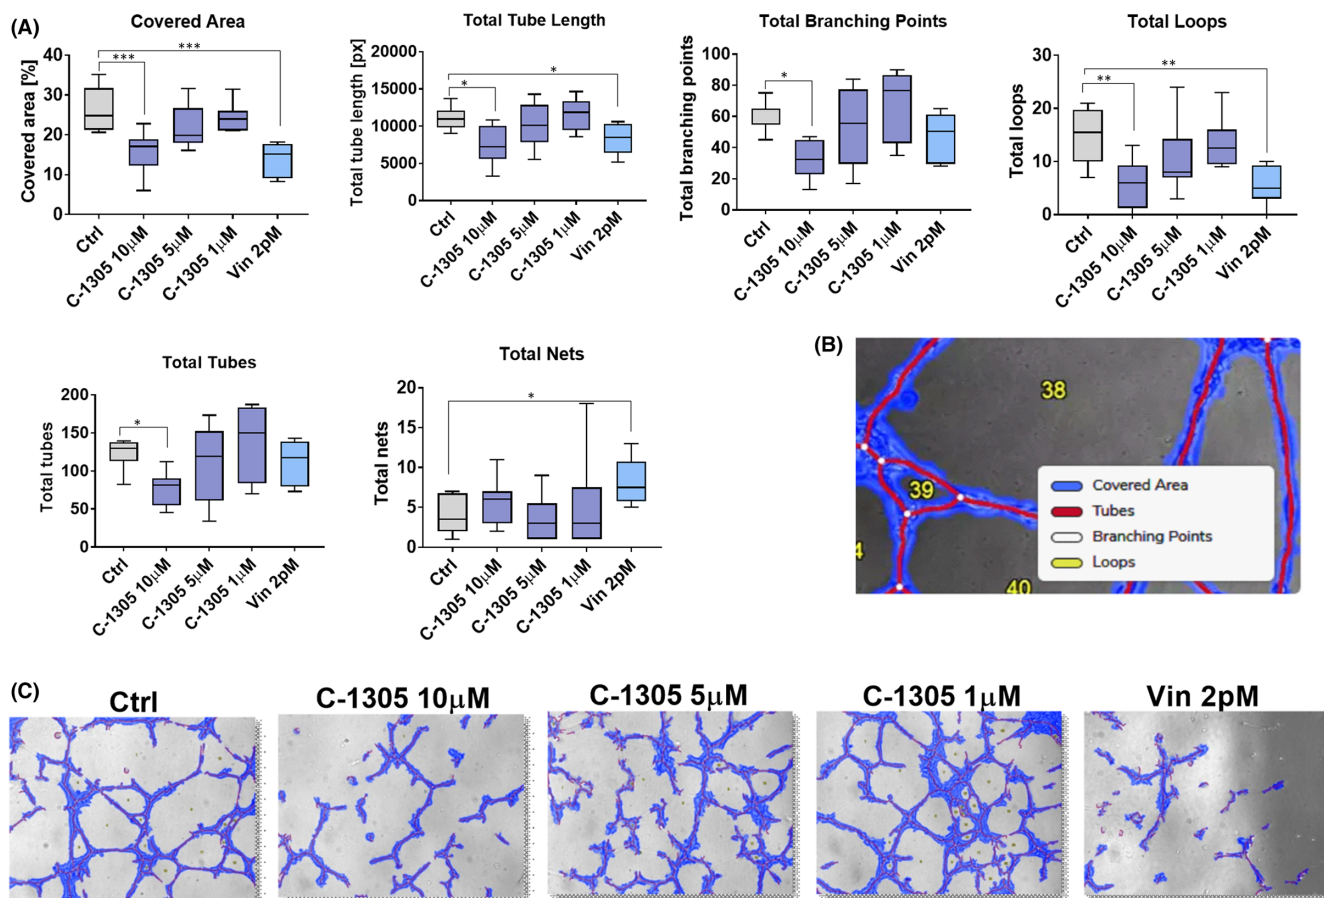 (A)
Covered Area
Covered area [%]
40
30
20
10
0
***
***
Ctrl
C-1305 10μM
C-1305 5μM
C-1305 1μM
Vin 2pM
Total Tube Length
Total tube length [px]
20000
15000
10000
5000
0
*
*
Ctrl
C-1305 10μM
C-1305 5μM
C-1305 1μM
Vin 2pM
Total Branching Points
Total branching points
100
80
60
40
20
0
*
Ctrl
C-1305 10μM
C-1305 5μM
C-1305 1μM
Vin 2pM
Total Loops
Total loops
30
20
10
0
**
**
Ctrl
C-1305 10μM
C-1305 5μM
C-1305 1μM
Vin 2pM
Total Tubes
Total tubes
200
150
100
50
0
*
Ctrl
C-1305 10μM
C-1305 5μM
C-1305 1μM
Vin 2pM
Total Nets
Total nets
20
15
10
5
0
*
Ctrl
C-1305 10μM
C-1305 5μM
C-1305 1μM
Vin 2pM
(B)
38
39
4
40
Covered Area
Tubes
Branching Points
Loops
(C)
Ctrl
C-1305 10μM
C-1305 5μM
C-1305 1μM
Vin 2pM